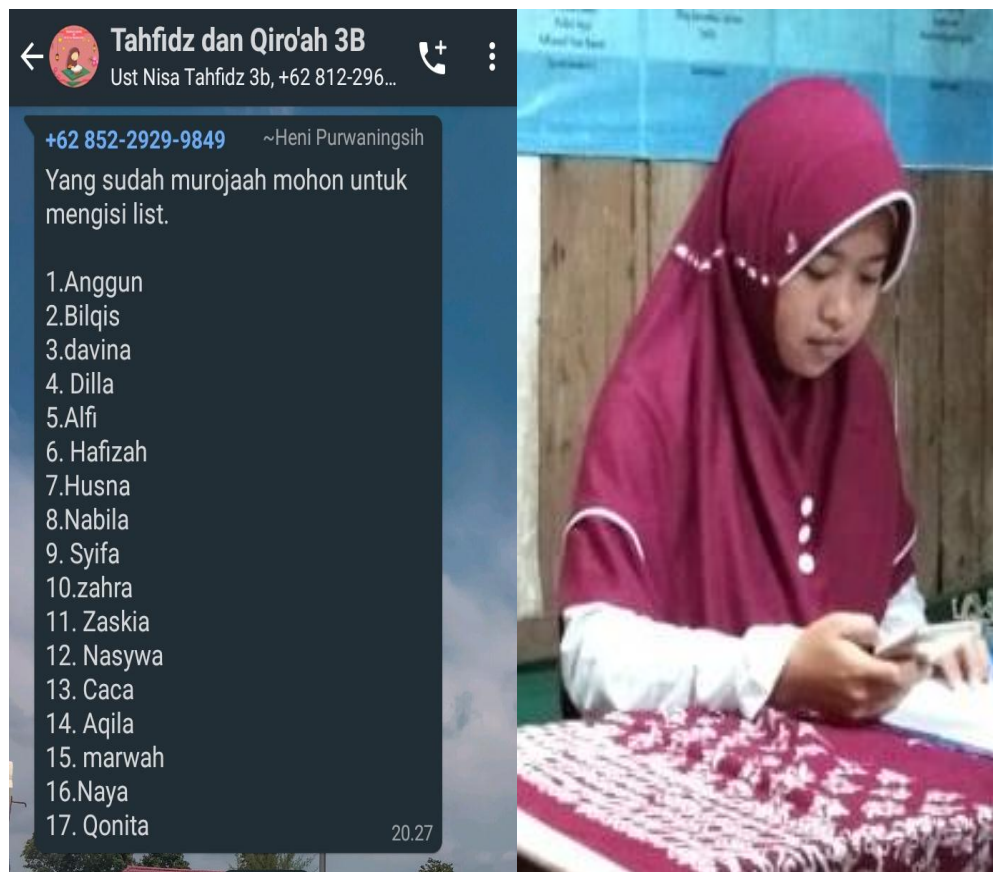 Tahfidz dan Qiro'ah 3B
Ust Nisa Tahfidz 3b, +62 812-296...
+62 852-2929-9849 ~Heni Purwaningsih
Yang sudah murojaah mohon untuk
mengisi list.
1.Anggun
2.Bilqis
3.davina
4. Dilla
5.Alfi
6. Hafizah
7.Husna
8.Nabila
9. Syifa
10.zahra
11. Zaskia
12. Nasywa
13. Caca
14. Aqila
15. marwah
16.Naya
17. Qonita
20.27